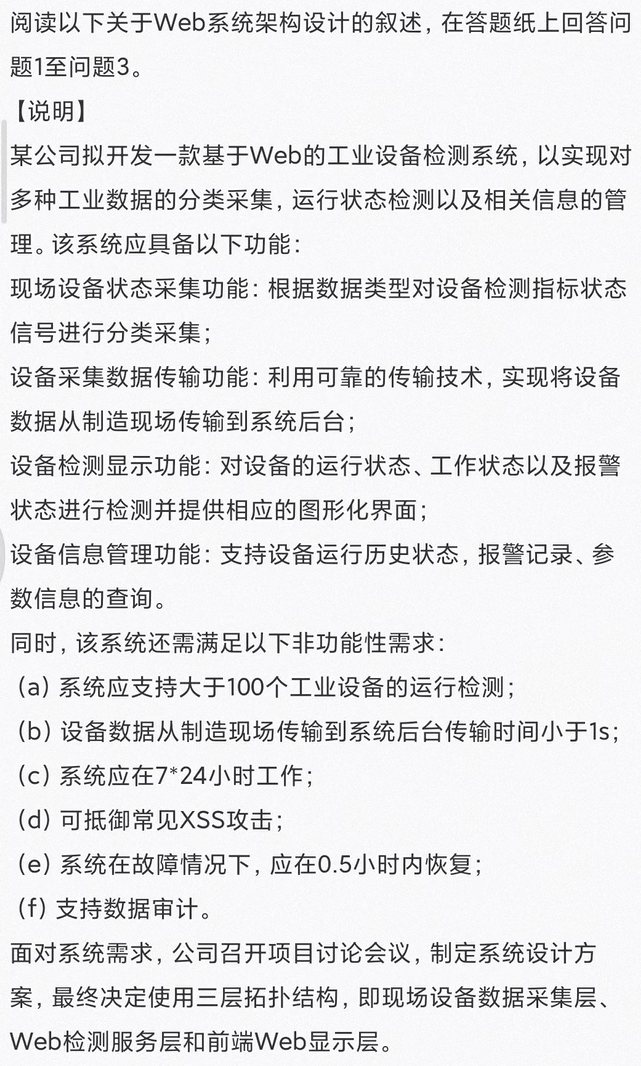 阅读以下关于Web系统架构设计的叙述，在答题纸上回答问
题1至问题3。
【说明】
某公司拟开发一款基于Web的工业设备检测系统，以实现对
多种工业数据的分类采集，运行状态检测以及相关信息的管
理。该系统应具备以下功能：
现场设备状态采集功能：根据数据类型对设备检测指标状态
信号进行分类采集；
设备采集数据传输功能：利用可靠的传输技术，实现将设备
数据从制造现场传输到系统后台；
设备检测显示功能：对设备的运行状态、工作状态以及报警
状态进行检测并提供相应的图形化界面；
设备信息管理功能：支持设备运行历史状态，报警记录、参
数信息的查询。
同时，该系统还需满足以下非功能性需求：
（a）系统应支持大于100个工业设备的运行检测；
（b）设备数据从制造现场传输到系统后台传输时间小于1s；
（c）系统应在7*24小时工作；
（d）可抵御常见XSS攻击；
（e）系统在故障情况下，应在0.5小时内恢复；
（f）支持数据审计。
面对系统需求，公司召开项目讨论会议，制定系统设计方
案，最终决定使用三层拓扑结构，即现场设备数据采集层、
Web检测服务层和前端Web显示层。